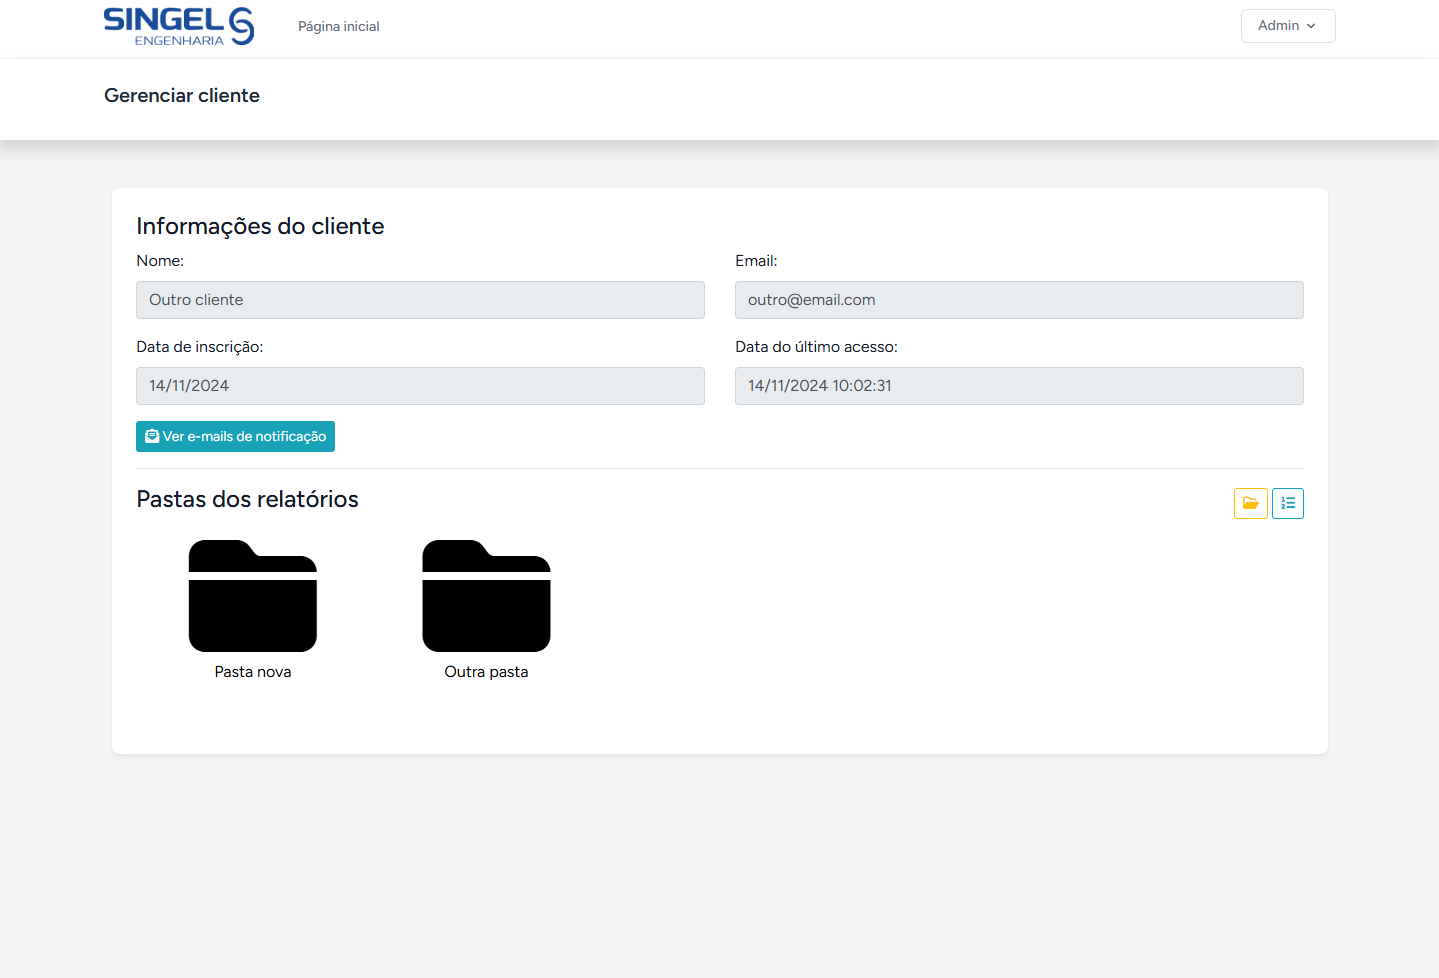 SINGEL
ENGENHARIA
Página inicial
Admin
Gerenciar cliente
Informações do cliente
Nome:
Email:
Outro cliente
outro@email.com
Data de inscrição:
Data do último acesso:
14/11/2024
14/11/2024 10:02:31
Ver e-mails de notificação
Pastas dos relatórios
Pasta nova
Outra pasta